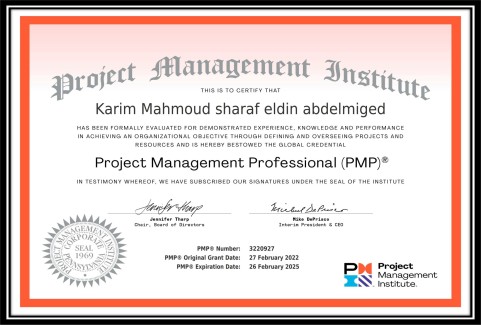 Project Management Institute
THIS IS TO CERTIFY THAT
Karim Mahmoud sharaf eldin abdelmiged
HAS BEEN FORMALLY EVALUATED FOR DEMONSTRATED EXPERIENCE, KNOWLEDGE AND PERFORMANCE
IN ACHIEVING AN ORGANIZATIONAL OBJECTIVE THROUGH DEFINING AND OVERSEEING PROJECTS AND
RESOURCES AND IS HEREBY BESTOWED THE GLOBAL CREDENTIAL
Project Management Professional (PMP)®
IN TESTIMONY WHEREOF, WE HAVE SUBSCRIBED OUR SIGNATURES UNDER THE SEAL OF THE INSTITUTE
Jennifer Tharp
Michael DePrisco
Jennifer Tharp
Chair, Board of Directors
Mike DePrisco
Interim President & CEO
PROJECT MANAGEMENT INSTITUTE
CORPORATE
SEAL
1969
PENNSYLVANIA
PMP® Number: 3220927
PMP® Original Grant Date: 27 February 2022
PMP® Expiration Date: 26 February 2025
Project
Management
Institute.